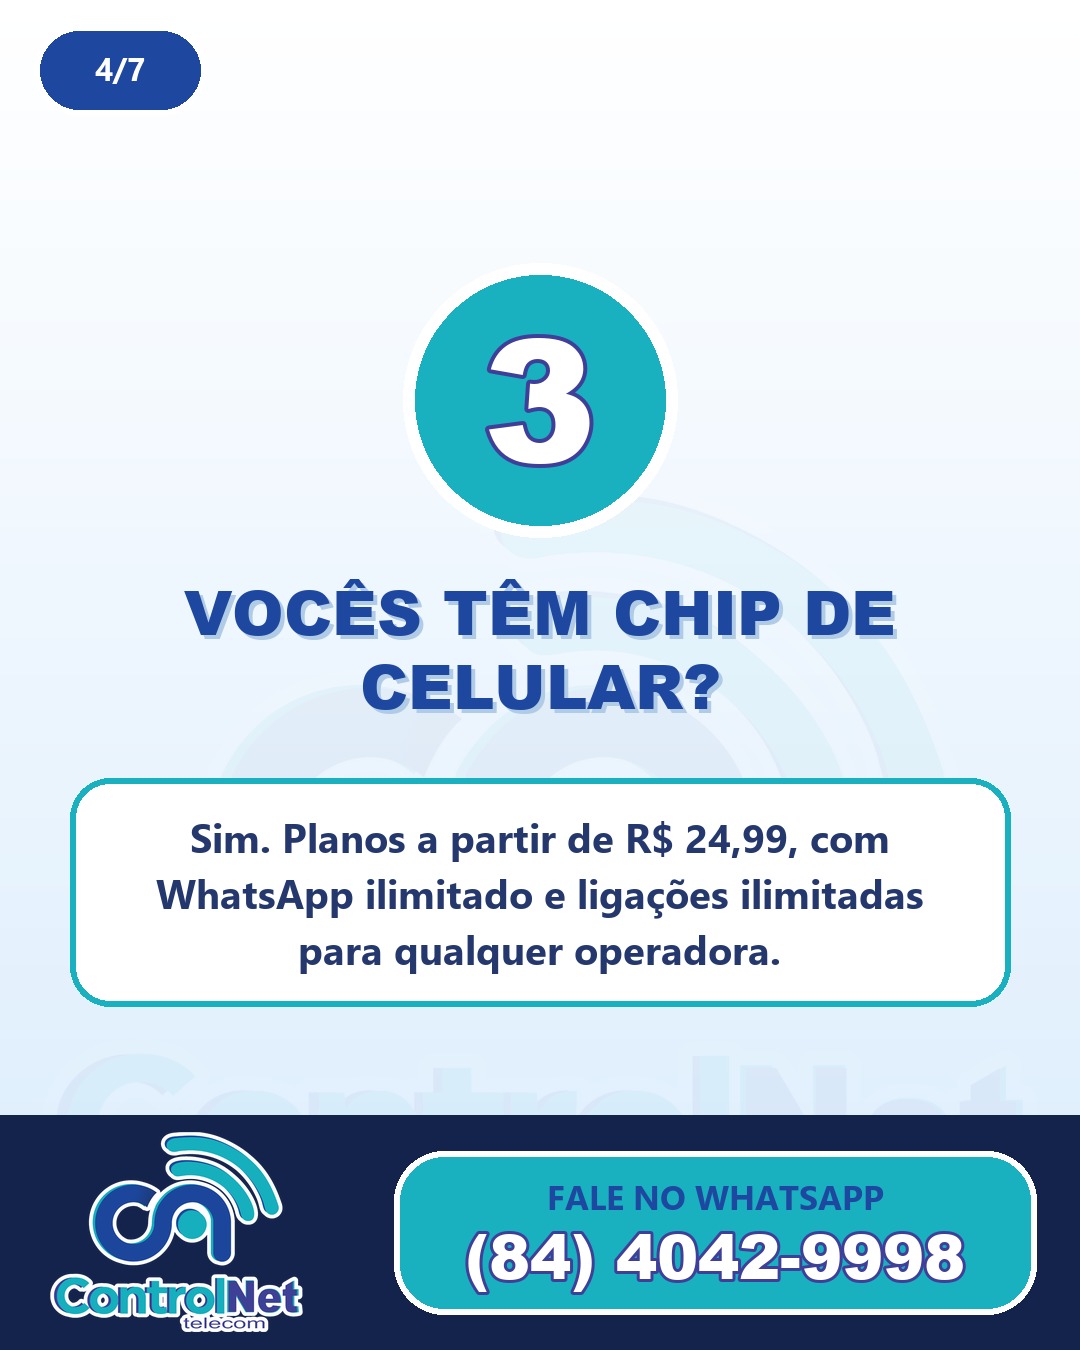 4/7
3
VOCÊS TÊM CHIP DE
CELULAR?
Sim. Planos a partir de R$ 24,99, com
WhatsApp ilimitado e ligações ilimitadas
para qualquer operadora.
ControlNet
ControlNet
telecom
FALE NO WHATSAPP
(84) 4042-9998